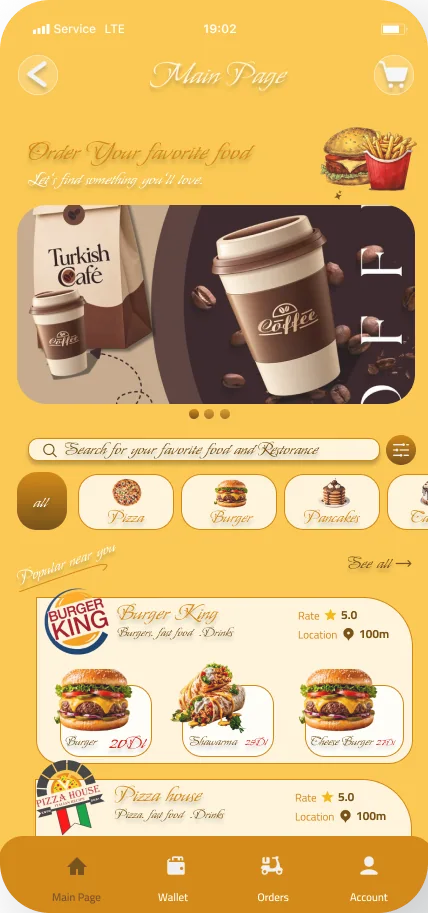 Service LTE 19:02
Main Page
Order Your favorite food
Let's find something you'll love.
Turkish
Café
Coffee
Coffee
O F F
Search for your favorite food and Restorance
all
Pizza
Burger
Pancakes
Popular near you
See all →
BURGER
KING
Burger King
Burgers. fast food .Drinks
Rate 5.0
Location 100m
Burger 20Dl
Shawarma 25Dl
Cheese Burger 27Dl
PIZZA HOUSE
Pizza house
Pizza. fast food .Drinks
Rate 5.0
Location 100m
Main Page
Wallet
Orders
Account